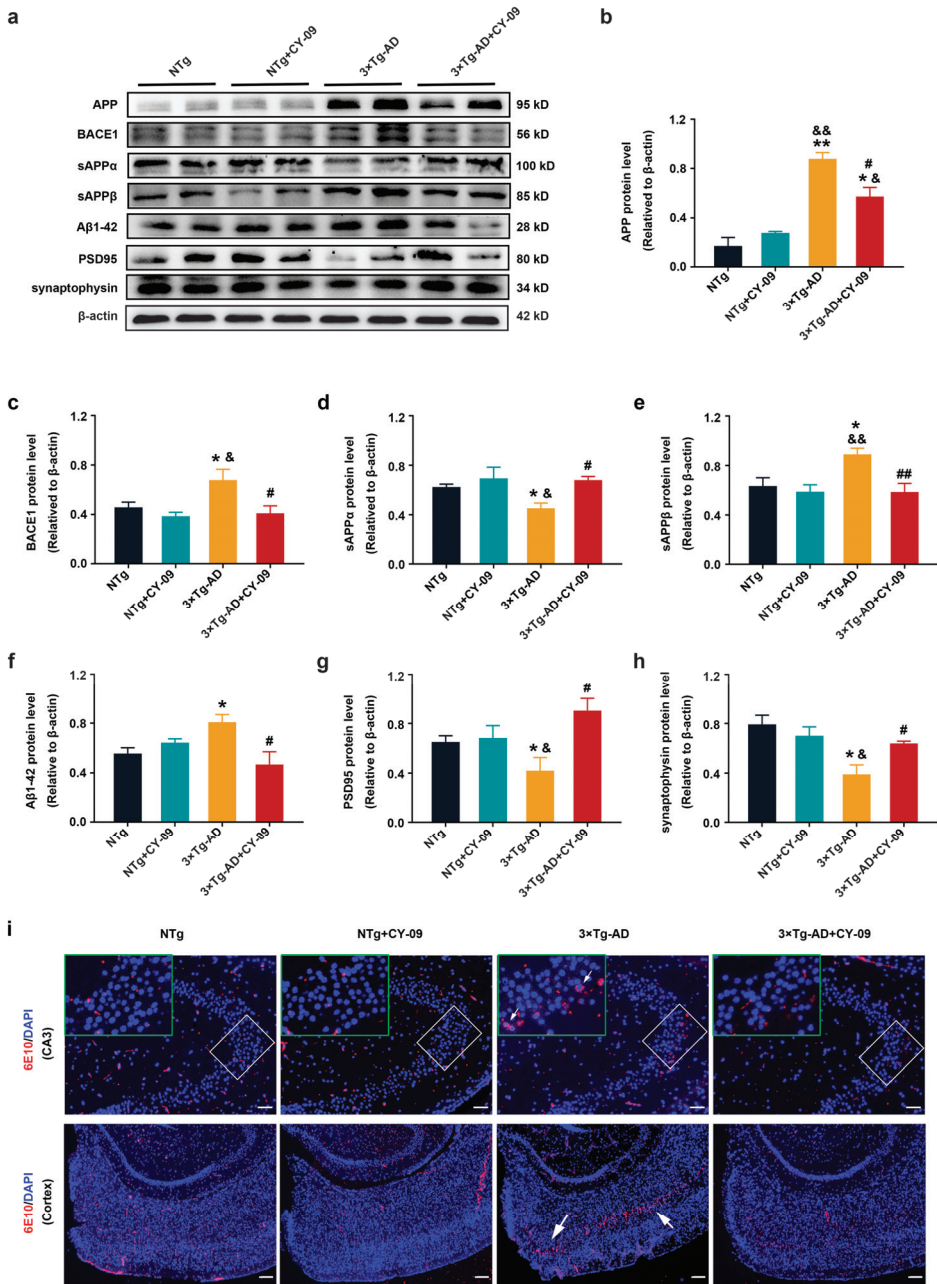 a
NTg
NTg+CY-09
3×Tg-AD
3×Tg-AD+CY-09
APP
95 kD
BACE1
56 kD
sAPPα
100 kD
sAPPβ
85 kD
Aβ1-42
28 kD
PSD95
80 kD
synaptophysin
34 kD
β-actin
42 kD
b
APP protein level
(Relatived to β-actin)
1.2
0.8
0.4
0.0
&&
**
#
* &
NTg
NTg+CY-09
3×Tg-AD
3×Tg-AD+CY-09
c
BACE1 protein level
(Relatived to β-actin)
1.2
0.8
0.4
0.0
* &
#
NTg
NTg+CY-09
3×Tg-AD
3×Tg-AD+CY-09
d
sAPPα protein level
(Relatived to β-actin)
1.2
0.8
0.4
0.0
* &
#
NTg
NTg+CY-09
3×Tg-AD
3×Tg-AD+CY-09
e
sAPPβ protein level
(Relative to β-actin)
1.2
0.8
0.4
0.0
*
&&
##
NTg
NTg+CY-09
3×Tg-AD
3×Tg-AD+CY-09
f
Aβ1-42 protein level
(Relative to β-actin)
1.2
0.8
0.4
0.0
*
#
NTg
NTg+CY-09
3×Tg-AD
3×Tg-AD+CY-09
g
PSD95 protein level
(Relative to β-actin)
1.2
0.8
0.4
0.0
* &
#
NTg
NTg+CY-09
3×Tg-AD
3×Tg-AD+CY-09
h
synaptophysin protein level
(Relative to β-actin)
1.2
0.8
0.4
0.0
* &
#
NTg
NTg+CY-09
3×Tg-AD
3×Tg-AD+CY-09
i
NTg
NTg+CY-09
3×Tg-AD
3×Tg-AD+CY-09
6E10/DAPI
(CA3)
6E10/DAPI
(Cortex)